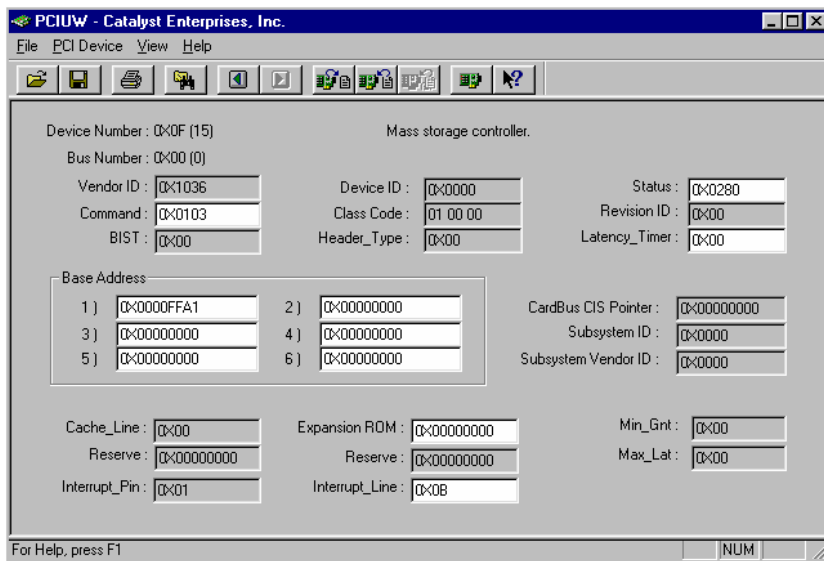 PCIUW - Catalyst Enterprises, Inc.
File PCI Device View Help
Device Number : 0X0F (15) Mass storage controller.
Bus Number : 0X00 (0)
Vendor ID : 0X1036 Device ID : 0X0000 Status : 0X0280
Command : 0X0103 Class Code : 01 00 00 Revision ID : 0X00
BIST : 0X00 Header_Type : 0X00 Latency_Timer : 0X00
Base Address
1 ) 0X0000FFA1 2 ) 0X00000000 CardBus CIS Pointer : 0X00000000
3 ) 0X00000000 4 ) 0X00000000 Subsystem ID : 0X0000
5 ) 0X00000000 6 ) 0X00000000 Subsystem Vendor ID : 0X0000
Cache_Line : 0X00 Expansion ROM : 0X00000000 Min_Gnt : 0X00
Reserve : 0X00000000 Reserve : 0X00000000 Max_Lat : 0X00
Interrupt_Pin : 0X01 Interrupt_Line : 0X0B
For Help, press F1 NUM